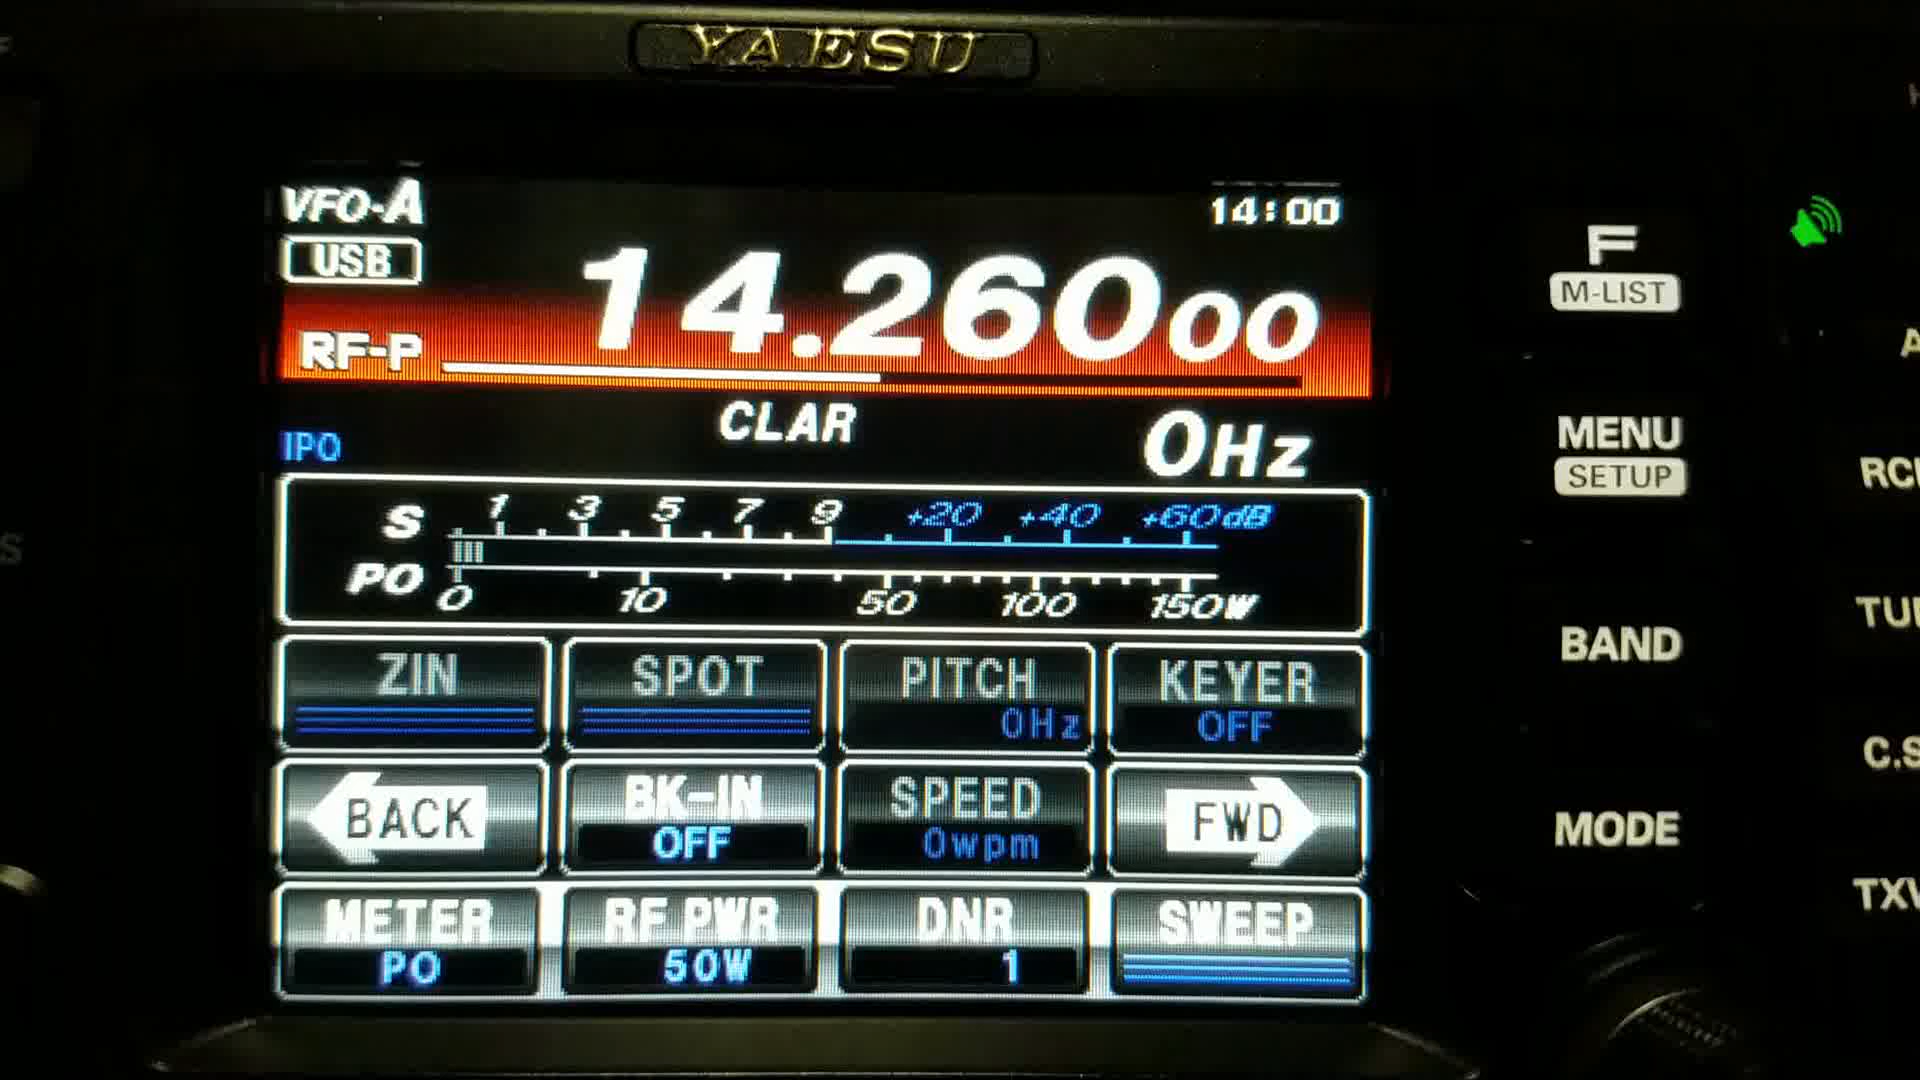 YAESU
VFO-A
14:00
USB
14.26000
RF-P
CLAR
0Hz
IPO
S 1 3 5 7 9 +20 +40 +60dB
PO 0 10 50 100 150W
ZIN
SPOT
PITCH
0Hz
KEYER
OFF
BACK
BK-IN
OFF
SPEED
0wpm
FWD
METER
PO
RF PWR
50W
DNR
1
SWEEP
F
M-LIST
MENU
SETUP
BAND
MODE
C.S